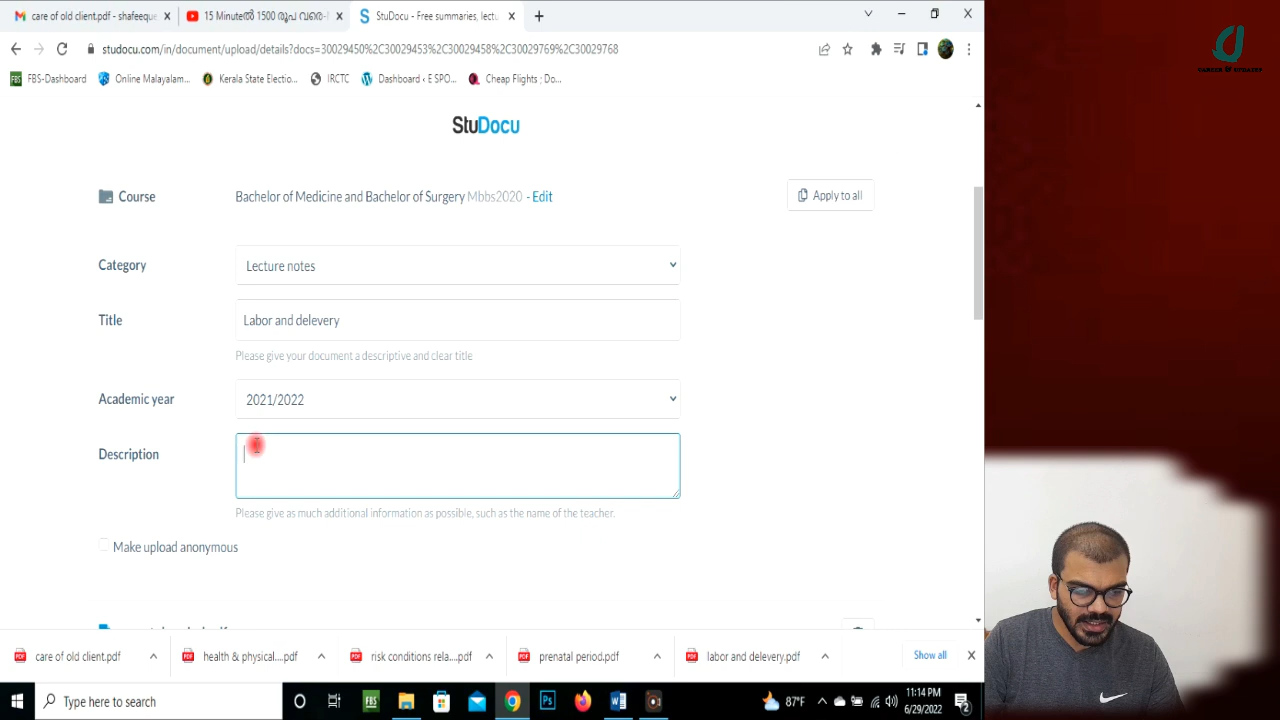 care of old client.pdf - shafeeque
15 Minuteൽ 1500 രൂപ വരെ
StuDocu - Free summaries, lectu
studocu.com/in/document/upload/details?docs=30029450%2C30029453%2C30029458%2C30029769%2C30029768
FBS-Dashboard
Online Malayalam...
Kerala State Electio...
IRCTC
Dashboard ‹ E SPO...
Cheap Flights ; Do...
StuDocu
Course
Bachelor of Medicine and Bachelor of Surgery Mbbs2020 - Edit
Apply to all
Category
Lecture notes
Title
Labor and delevery
Please give your document a descriptive and clear title
Academic year
2021/2022
Description
Please give as much additional information as possible, such as the name of the teacher.
Make upload anonymous
care of old client.pdf
health & physical....pdf
risk conditions rela....pdf
prenatal period.pdf
labor and delevery.pdf
Show all
Type here to search
FBS
87°F
11:14 PM
6/29/2022
2